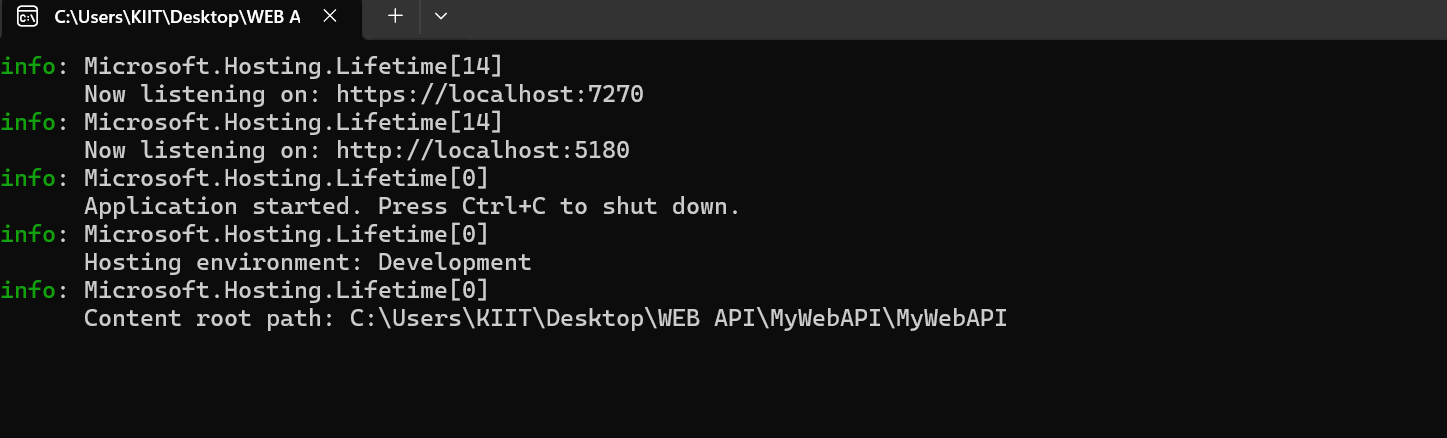 C:\Users\KIIT\Desktop\WEB A
info: Microsoft.Hosting.Lifetime[14]
Now listening on: https://localhost:7270
info: Microsoft.Hosting.Lifetime[14]
Now listening on: http://localhost:5180
info: Microsoft.Hosting.Lifetime[0]
Application started. Press Ctrl+C to shut down.
info: Microsoft.Hosting.Lifetime[0]
Hosting environment: Development
info: Microsoft.Hosting.Lifetime[0]
Content root path: C:\Users\KIIT\Desktop\WEB API\MyWebAPI\MyWebAPI